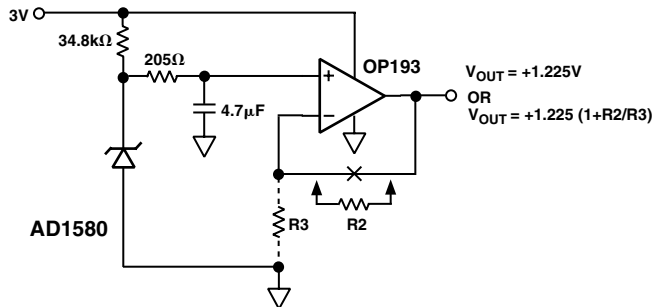 3V
34.8kΩ
205Ω
4.7μF
+
−
OP193
V_OUT = +1.225V
OR
V_OUT = +1.225 (1+R2/R3)
AD1580
R3
R2